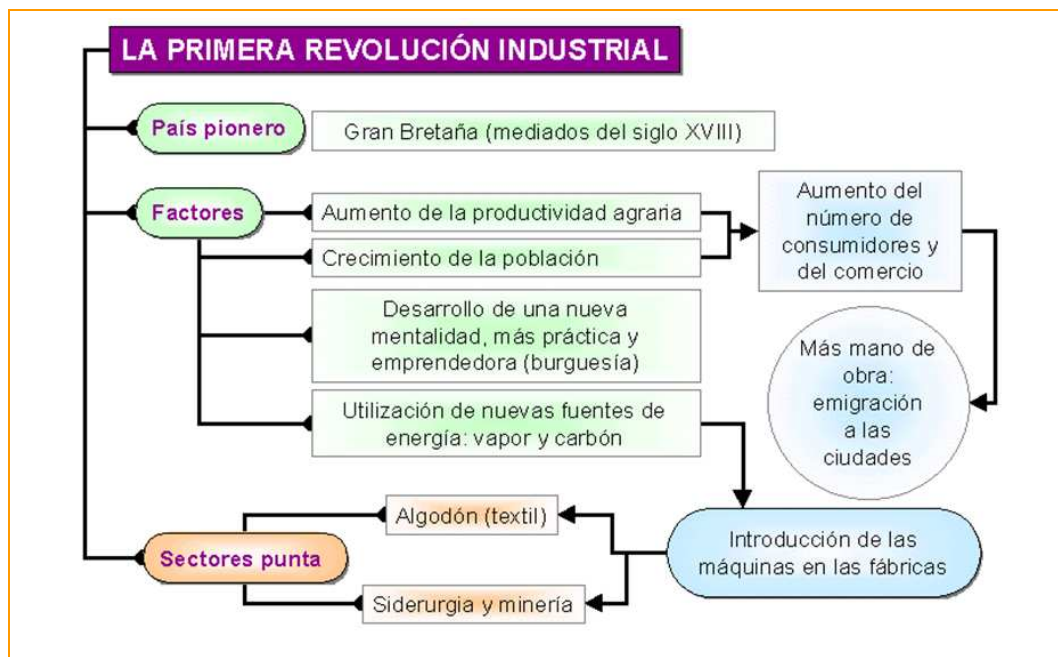 LA PRIMERA REVOLUCIÓN INDUSTRIAL
País pionero
Gran Bretaña (mediados del siglo XVIII)
Factores
Aumento de la productividad agraria
Crecimiento de la población
Aumento del
número de
consumidores y
del comercio
Desarrollo de una nueva
mentalidad, más práctica y
emprendedora (burguesía)
Más mano de
obra:
emigración
a las
ciudades
Utilización de nuevas fuentes de
energía: vapor y carbón
Sectores punta
Algodón (textil)
Siderurgia y minería
Introducción de las
máquinas en las fábricas